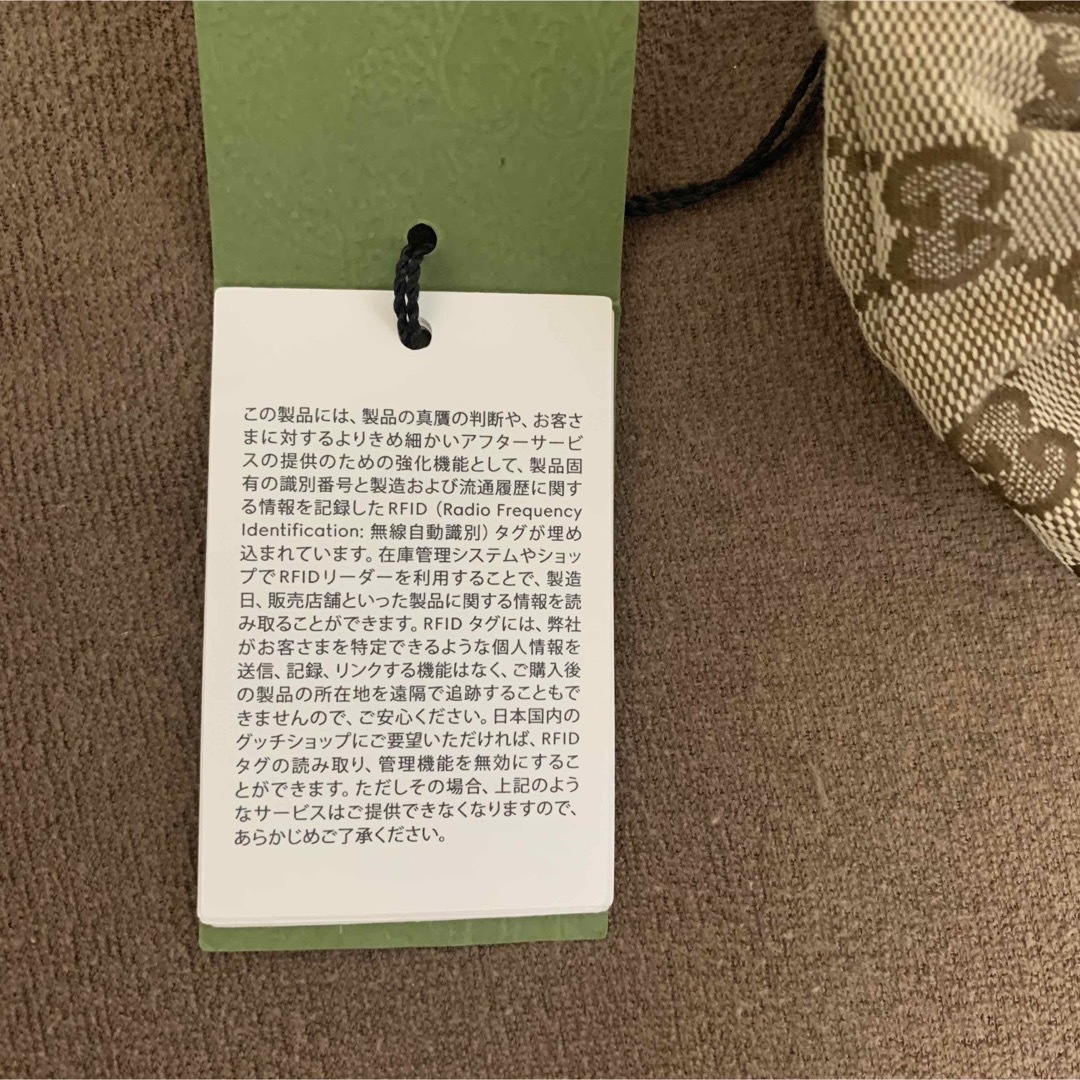 この製品には、製品の真贋の判断や、お客さ
まに対するよりきめ細かいアフターサービ
スの提供のための強化機能として、製品固
有の識別番号と製造および流通履歴に関す
る情報を記録したRFID（Radio Frequency
Identification: 無線自動識別）タグが埋め
込まれています。在庫管理システムやショッ
プでRFIDリーダーを利用することで、製造
日、販売店舗といった製品に関する情報を読
み取ることができます。RFID タグには、弊社
がお客さまを特定できるような個人情報を
送信、記録、リンクする機能はなく、ご購入後
の製品の所在地を遠隔で追跡することもで
きませんので、ご安心ください。日本国内の
グッチショップにご要望いただければ、RFID
タグの読み取り、管理機能を無効にするこ
とができます。ただしその場合、上記のよう
なサービスはご提供できなくなりますので、
あらかじめご了承ください。